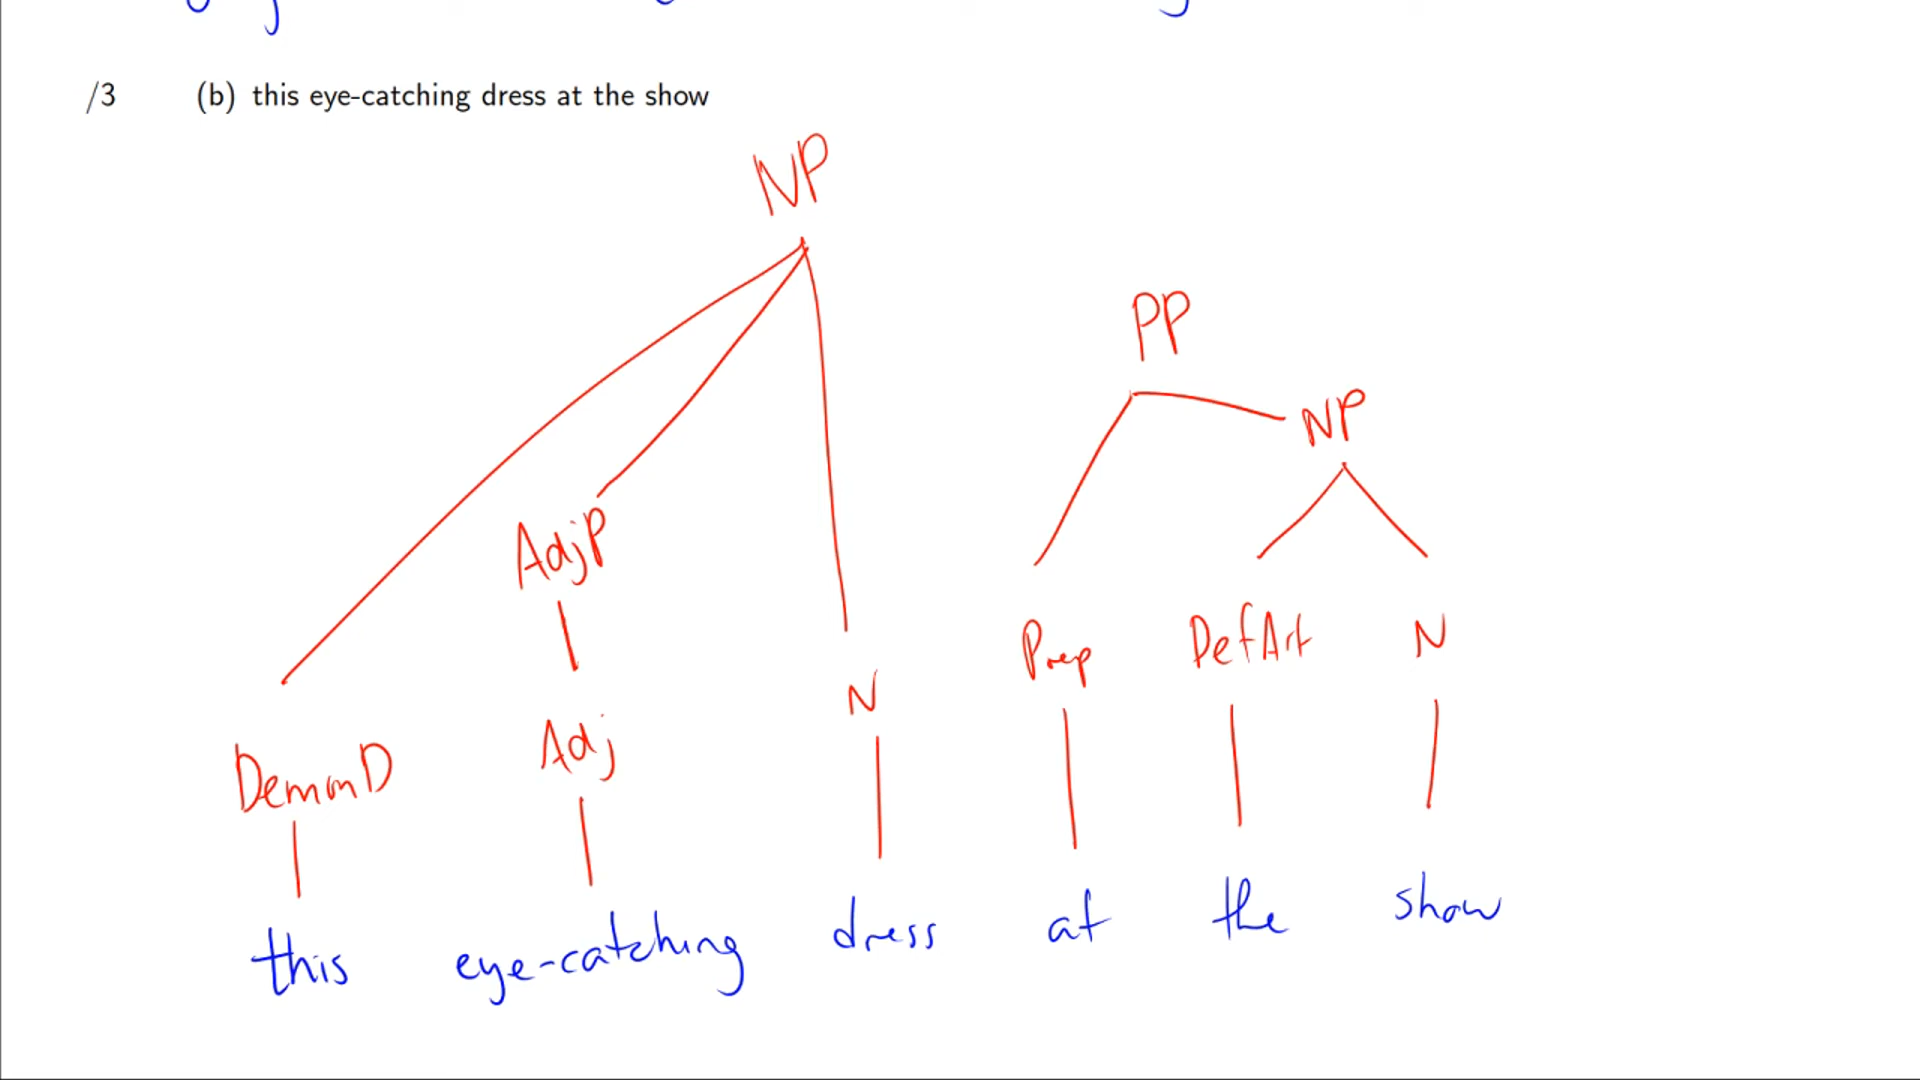 /3 (b) this eye-catching dress at the show
NP
PP
NP
AdjP
Prep DefArt N
N
DemmD Adj
this eye-catching dress at the show